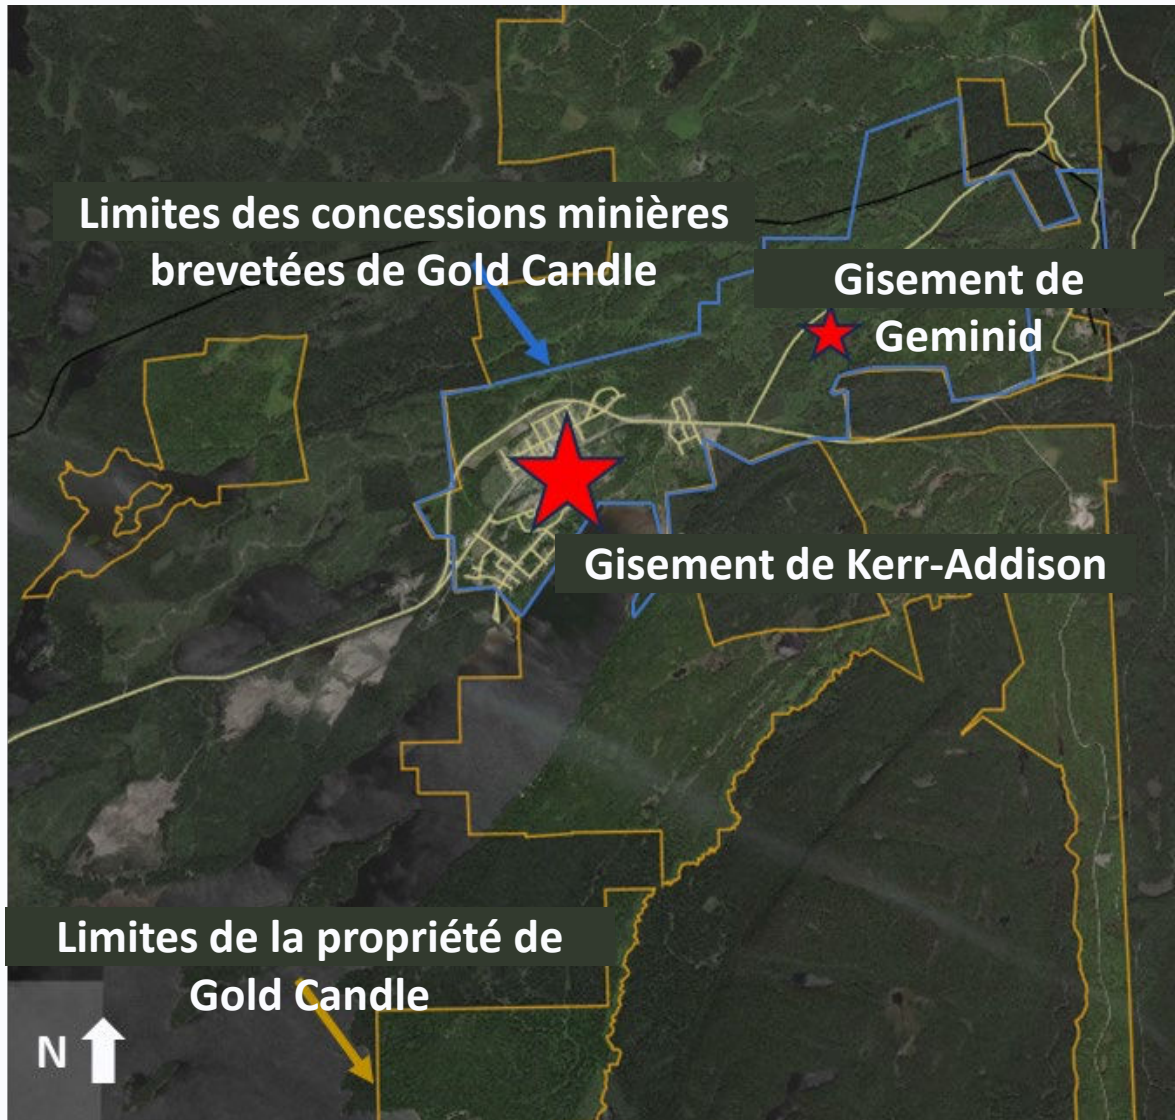 Limites des concessions minières
brevetées de Gold Candle
Gisement de
Geminid
Gisement de Kerr-Addison
Limites de la propriété de
Gold Candle
N